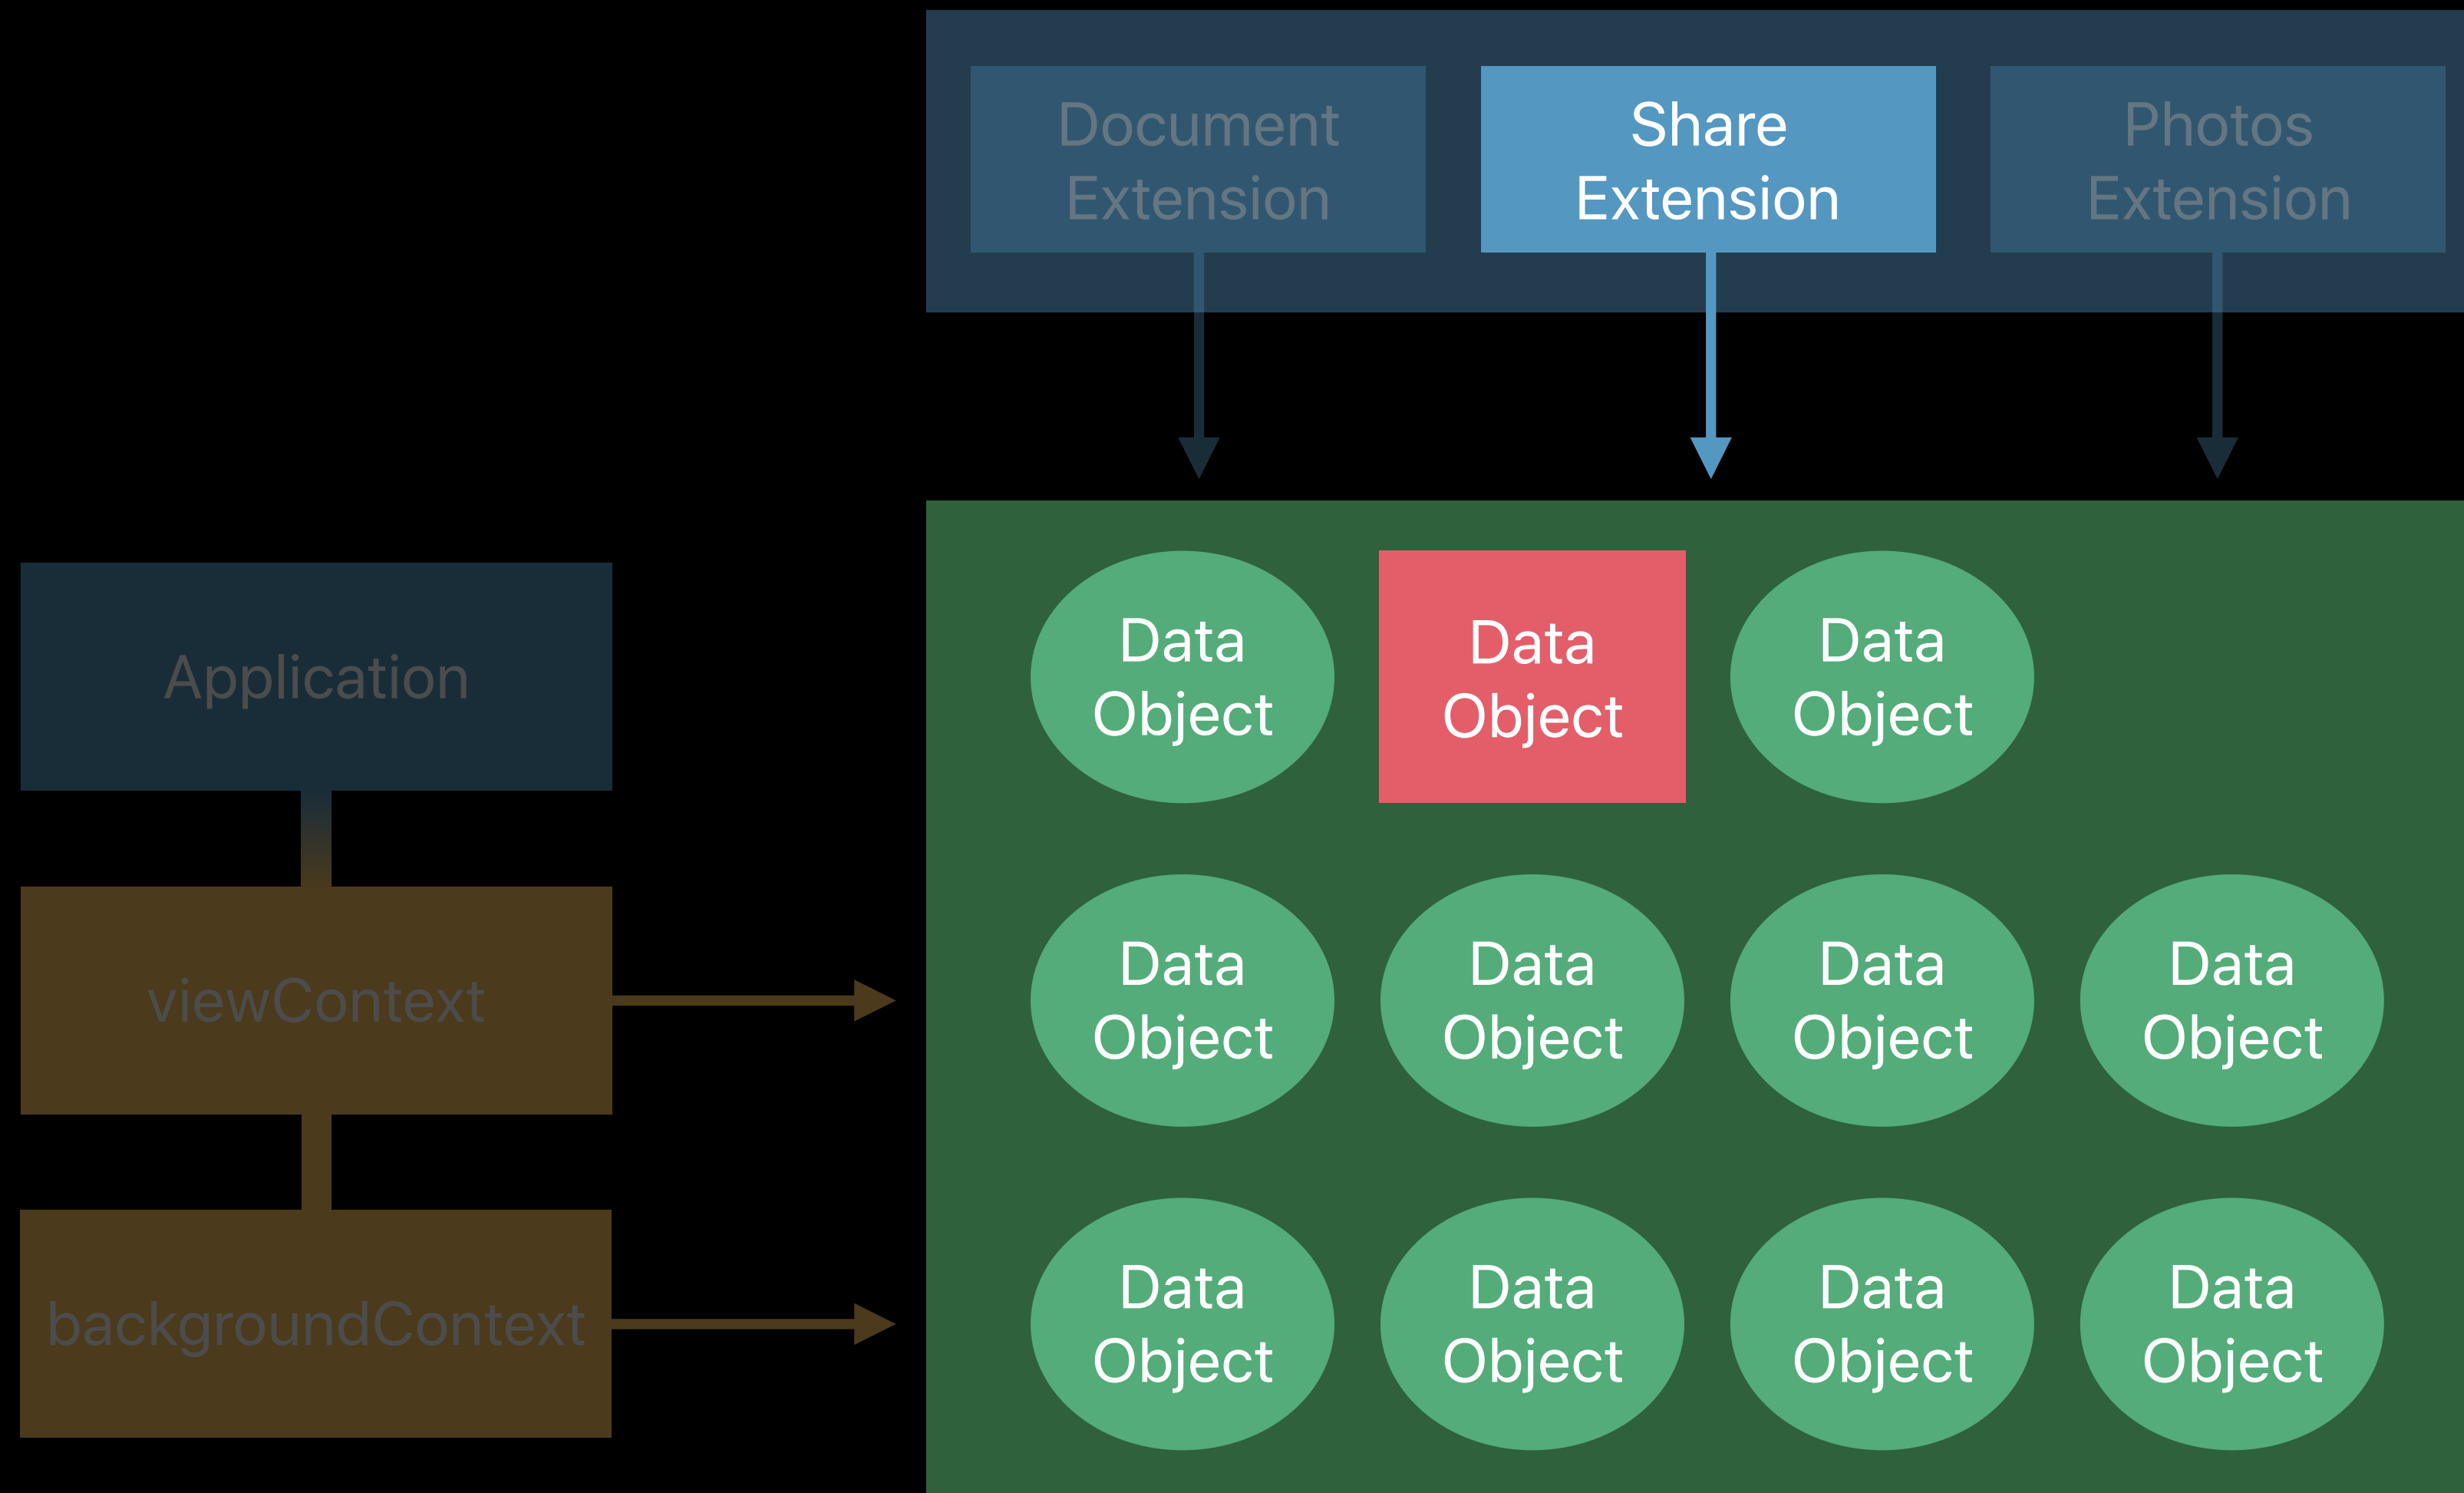 Document
Extension
Share
Extension
Photos
Extension
Application
viewContext
backgroundContext
Data
Object
Data
Object
Data
Object
Data
Object
Data
Object
Data
Object
Data
Object
Data
Object
Data
Object
Data
Object
Data
Object